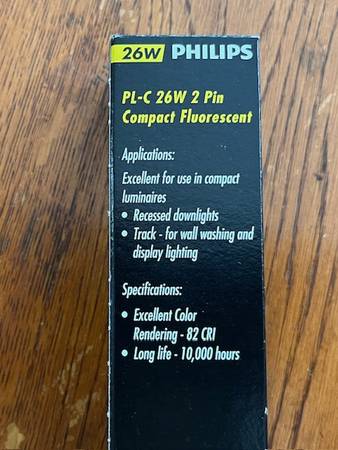 26W PHILIPS
PL-C 26W 2 Pin
Compact Fluorescent
Applications:
Excellent for use in compact
luminaires
• Recessed downlights
• Track - for wall washing and
display lighting
Specifications:
• Excellent Color
Rendering - 82 CRI
• Long life - 10,000 hours